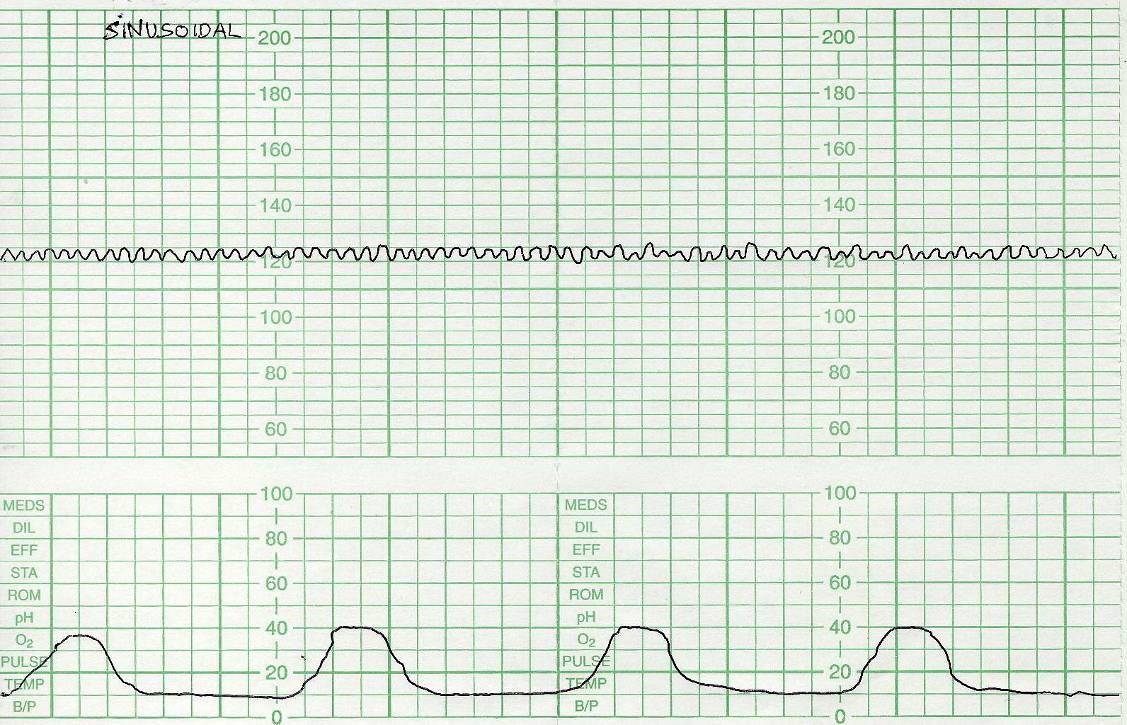 SINUSOIDAL
200 200
180 180
160 160
140 140
120 120
100 100
80 80
60 60
MEDS 100 MEDS 100
DIL DIL
80 80
EFF EFF
STA STA
60 60
ROM ROM
pH pH
40 40
O₂ O₂
PULSE PULSE
20 20
TEMP TEMP
B/P B/P
0 0